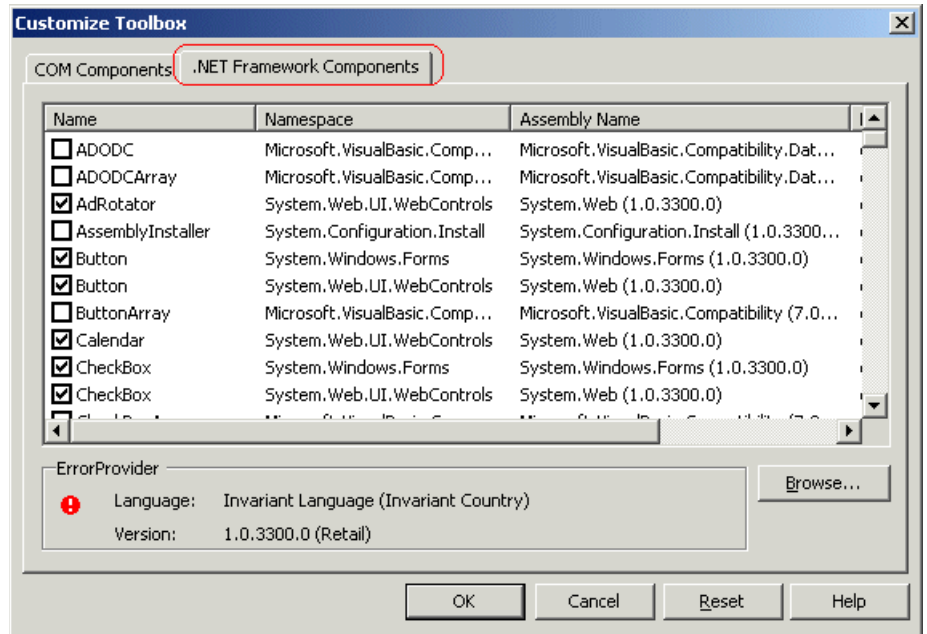 Customize Toolbox
COM Components .NET Framework Components
Name Namespace Assembly Name
ADODC Microsoft.VisualBasic.Comp... Microsoft.VisualBasic.Compatibility.Dat...
ADODCArray Microsoft.VisualBasic.Comp... Microsoft.VisualBasic.Compatibility.Dat...
AdRotator System.Web.UI.WebControls System.Web (1.0.3300.0)
AssemblyInstaller System.Configuration.Install System.Configuration.Install (1.0.3300...
Button System.Windows.Forms System.Windows.Forms (1.0.3300.0)
Button System.Web.UI.WebControls System.Web (1.0.3300.0)
ButtonArray Microsoft.VisualBasic.Comp... Microsoft.VisualBasic.Compatibility (7.0...
Calendar System.Web.UI.WebControls System.Web (1.0.3300.0)
CheckBox System.Windows.Forms System.Windows.Forms (1.0.3300.0)
CheckBox System.Web.UI.WebControls System.Web (1.0.3300.0)
ErrorProvider
Language: Invariant Language (Invariant Country)
Version: 1.0.3300.0 (Retail)
Browse...
OK Cancel Reset Help